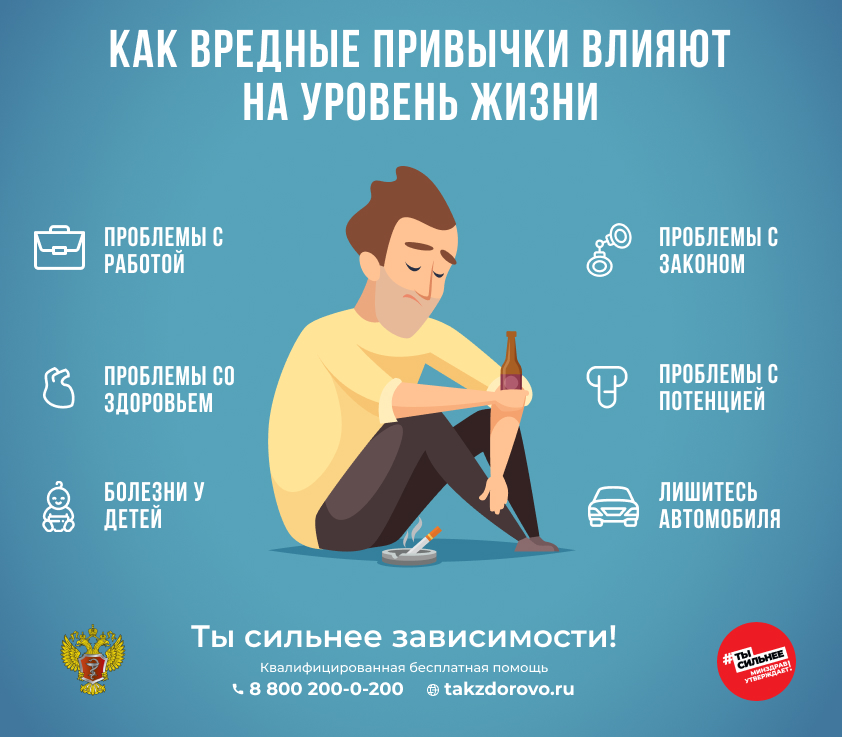 КАК ВРЕДНЫЕ ПРИВЫЧКИ ВЛИЯЮТ
НА УРОВЕНЬ ЖИЗНИ
ПРОБЛЕМЫ С
РАБОТОЙ
ПРОБЛЕМЫ СО
ЗДОРОВЬЕМ
БОЛЕЗНИ У
ДЕТЕЙ
ПРОБЛЕМЫ С
ЗАКОНОМ
ПРОБЛЕМЫ С
ПОТЕНЦИЕЙ
ЛИШИТЕСЬ
АВТОМОБИЛЯ
Ты сильнее зависимости!
Квалифицированная бесплатная помощь
8 800 200-0-200 takzdorovo.ru
#ТЫ
СИЛЬНЕЕ
МИНЗДРАВ
УТВЕРЖДАЕТ!